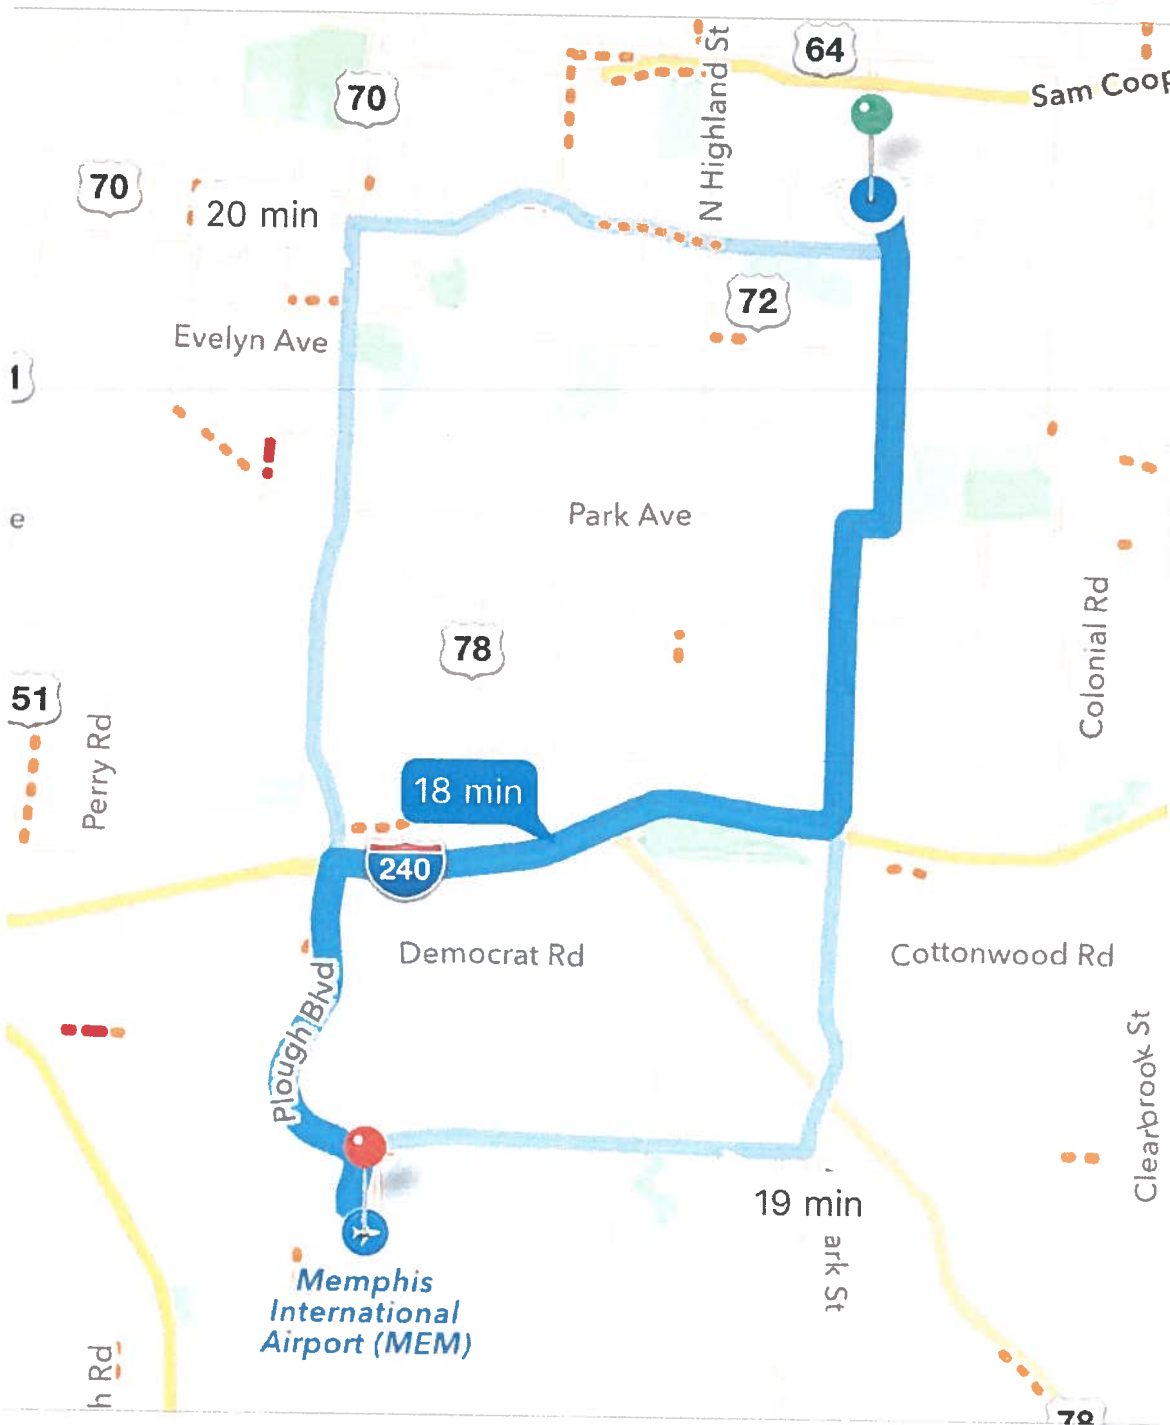 64
N Highland St
Sam Coop
70
70
20 min
72
Evelyn Ave
1
Park Ave
e
Colonial Rd
78
51
Perry Rd
18 min
240
Democrat Rd
Cottonwood Rd
Plough Blvd
Clearbrook St
19 min
ark St
Memphis
International
Airport (MEM)
h Rd
78